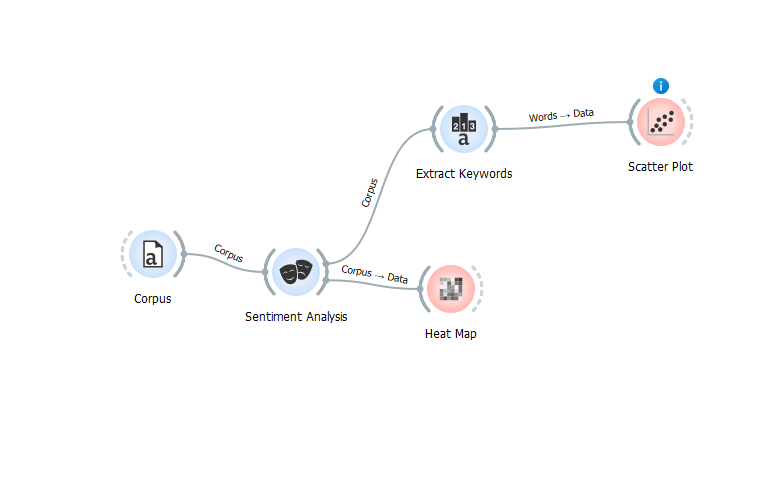 Words → Data
Scatter Plot
213
a
Extract Keywords
Corpus
Corpus
a
Corpus
Corpus → Data
Sentiment Analysis
Heat Map